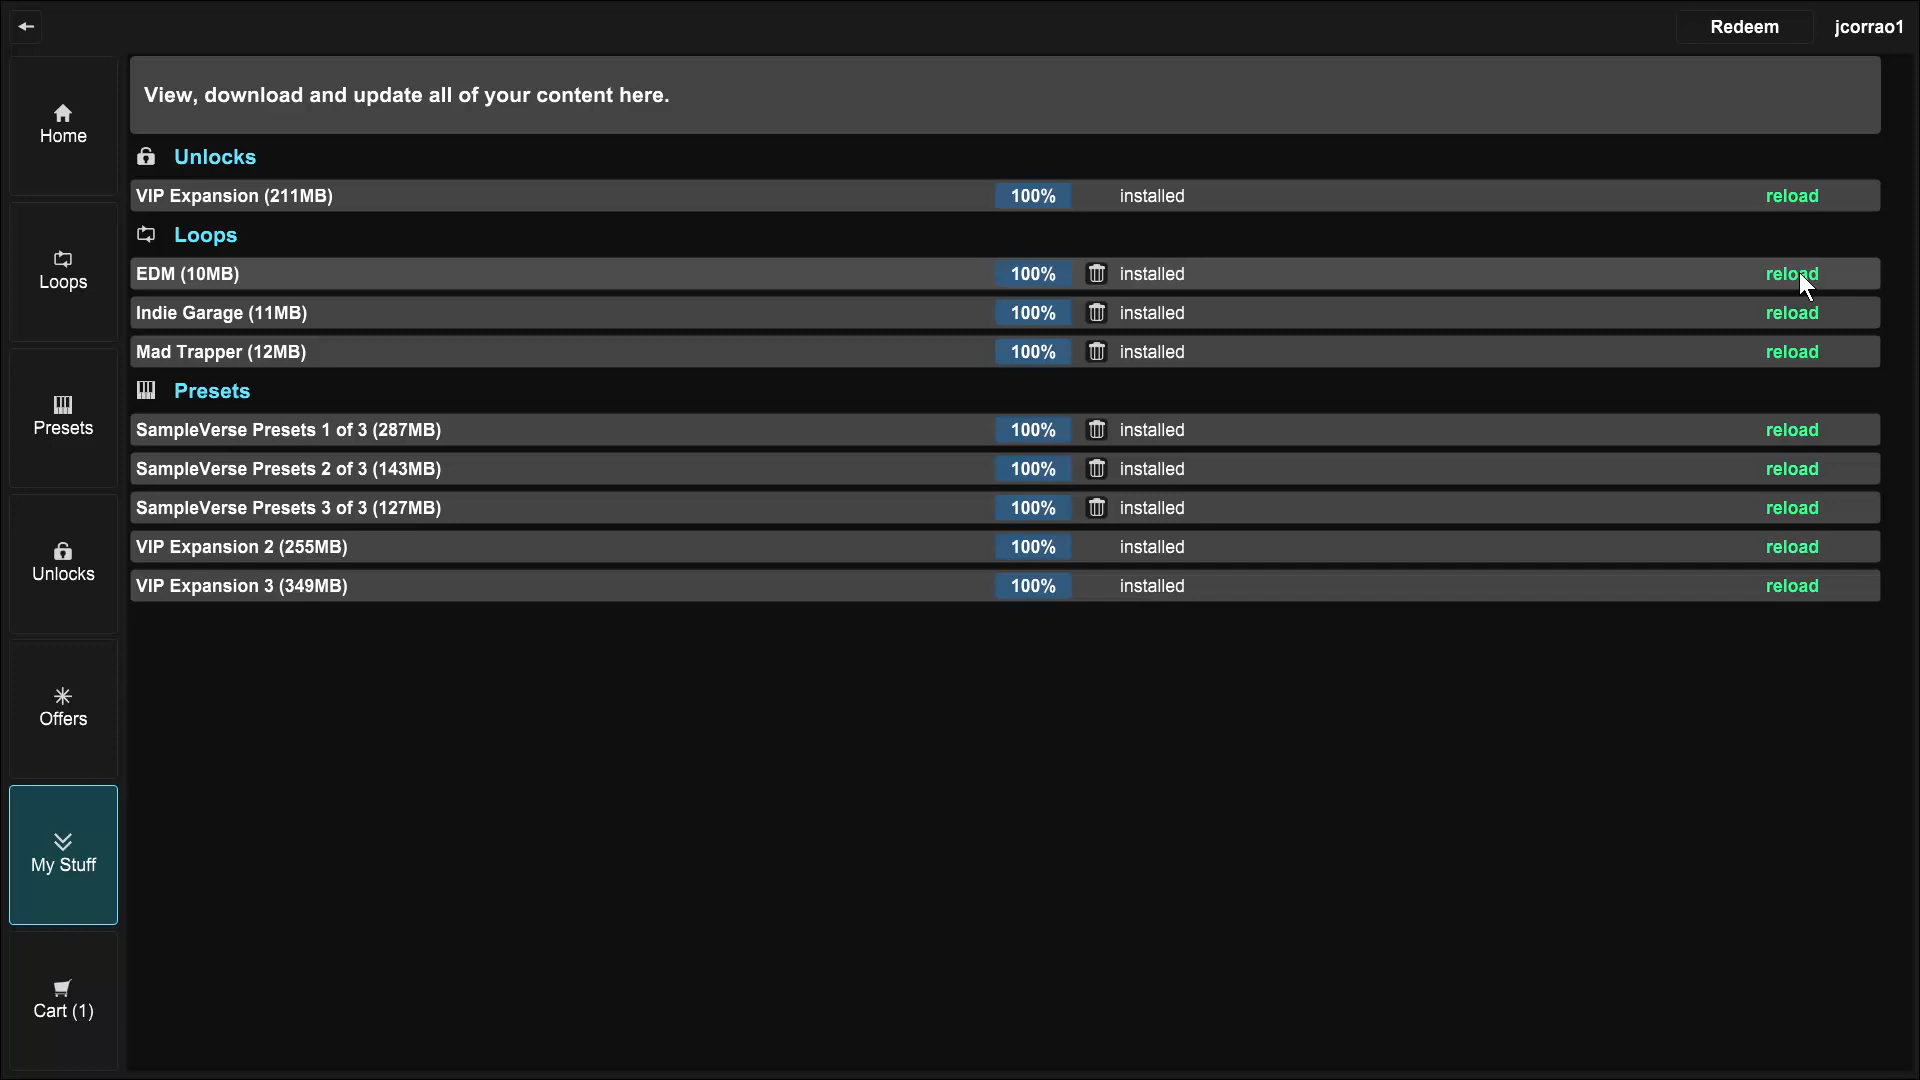 Redeem jcorrao1
View, download and update all of your content here.
Unlocks
VIP Expansion (211MB) 100% installed reload
Loops
EDM (10MB) 100% installed reload
Indie Garage (11MB) 100% installed reload
Mad Trapper (12MB) 100% installed reload
Presets
SampleVerse Presets 1 of 3 (287MB) 100% installed reload
SampleVerse Presets 2 of 3 (143MB) 100% installed reload
SampleVerse Presets 3 of 3 (127MB) 100% installed reload
VIP Expansion 2 (255MB) 100% installed reload
VIP Expansion 3 (349MB) 100% installed reload
Home
Loops
Presets
Unlocks
Offers
My Stuff
Cart (1)